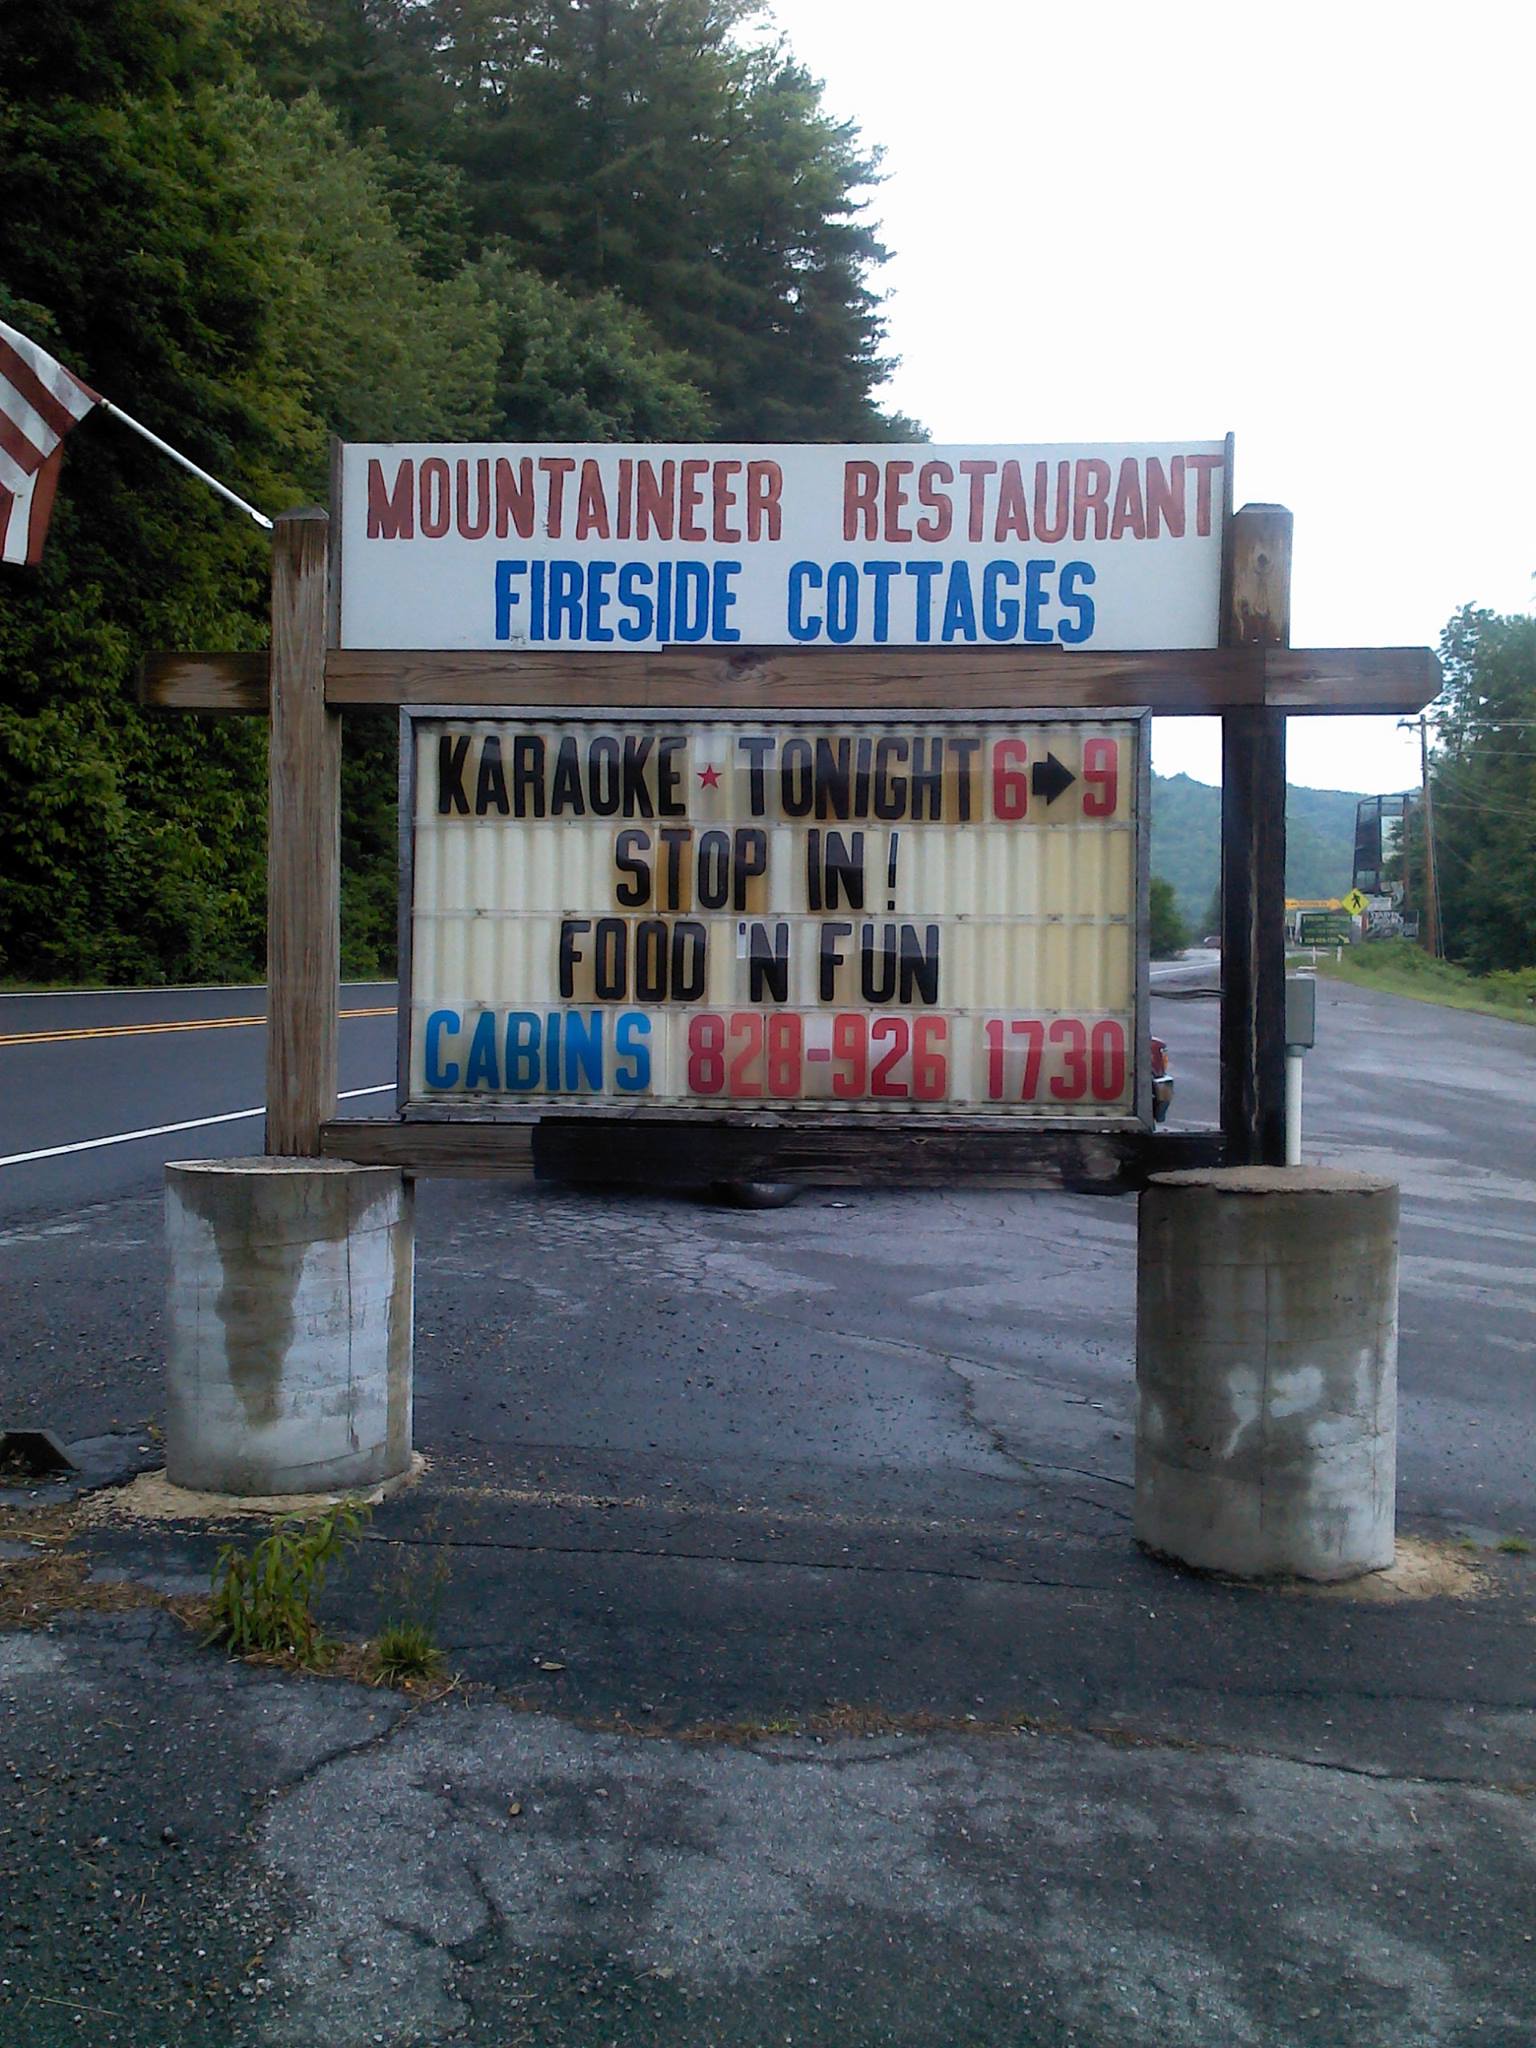 MOUNTAINEER RESTAURANT
FIRESIDE COTTAGES
KARAOKE ★ TONIGHT 6 → 9
STOP IN!
FOOD 'N FUN
CABINS 828-926 1730